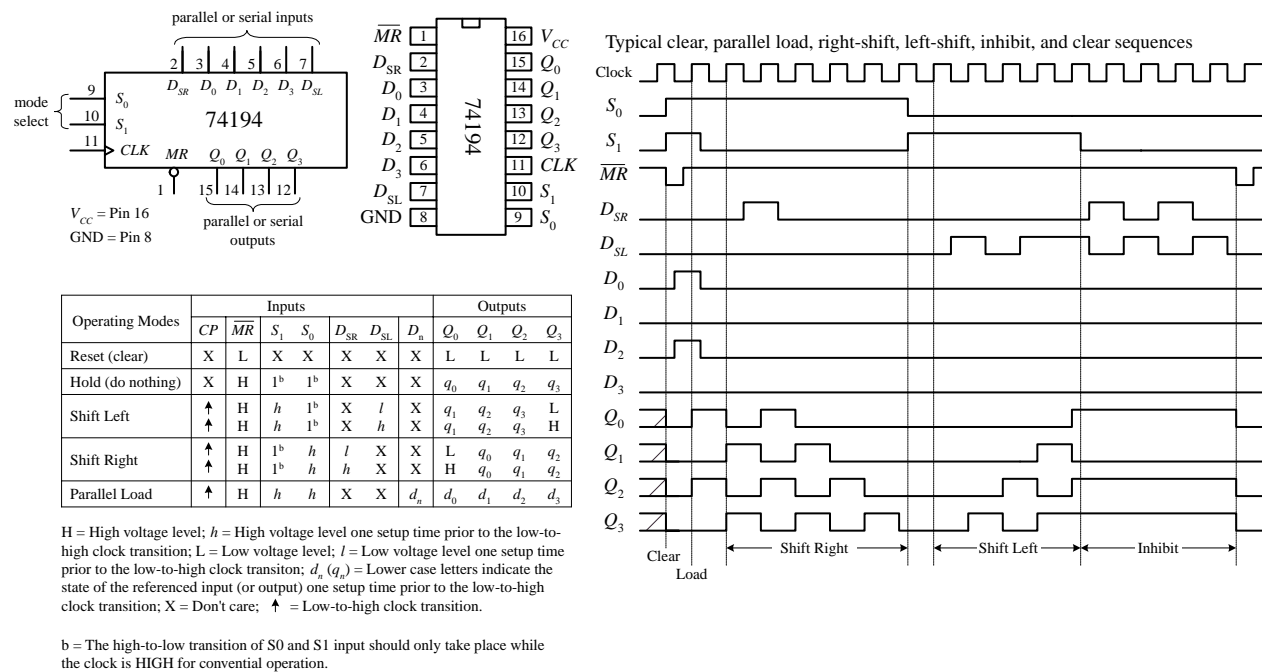 parallel or serial inputs
2 3 4 5 6 7
D_SR D_0 D_1 D_2 D_3 D_SL
mode
select
9 S_0
10 S_1
11 CLK
74194
MR Q_0 Q_1 Q_2 Q_3
1 15 14 13 12
V_CC = Pin 16
GND = Pin 8
parallel or serial
outputs
MR 1 16 V_CC
D_SR 2 15 Q_0
D_0 3 14 Q_1
D_1 4 13 Q_2
D_2 5 12 Q_3
D_3 6 11 CLK
D_SL 7 10 S_1
GND 8 9 S_0
74194
Typical clear, parallel load, right-shift, left-shift, inhibit, and clear sequences
Clock
S_0
S_1
MR
D_SR
D_SL
D_0
D_1
D_2
D_3
Q_0
Q_1
Q_2
Q_3
Clear
Load
Shift Right
Shift Left
Inhibit
Operating Modes Inputs Outputs
CP MR S_1 S_0 D_SR D_SL D_n Q_0 Q_1 Q_2 Q_3
Reset (clear) X L X X X X X L L L L
Hold (do nothing) X H 1^b 1^b X X X q_0 q_1 q_2 q_3
Shift Left
↑ H h 1^b X l X q_1 q_2 q_3 L
↑ H h 1^b X h X q_1 q_2 q_3 H
Shift Right
↑ H 1^b h l X X L q_0 q_1 q_2
↑ H 1^b h h X X H q_0 q_1 q_2
Parallel Load ↑ H h h X X d_n d_0 d_1 d_2 d_3
H = High voltage level; h = High voltage level one setup time prior to the low-to-
high clock transition; L = Low voltage level; l = Low voltage level one setup time
prior to the low-to-high clock transiton; d_n (q_n) = Lower case letters indicate the
state of the referenced input (or output) one setup time prior to the low-to-high
clock transition; X = Don't care; ↑ = Low-to-high clock transition.
b = The high-to-low transition of S0 and S1 input should only take place while
the clock is HIGH for convential operation.